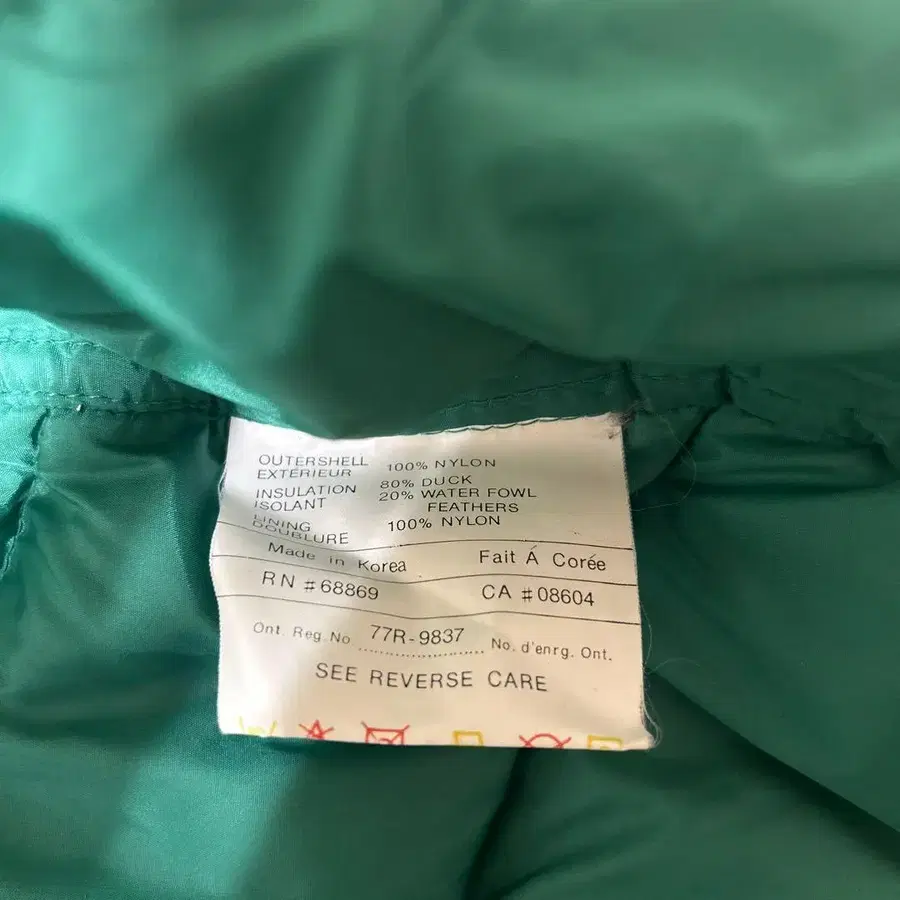 OUTERSHELL 100% NYLON
EXTÉRIEUR
INSULATION 80% DUCK
ISOLANT 20% WATER FOWL
FEATHERS
LINING 100% NYLON
DOUBLURE
Made in Korea Fait Á Corée
RN #68869 CA #08604
Ont. Reg. No 77R-9837 No. d'enrg. Ont.
SEE REVERSE CARE